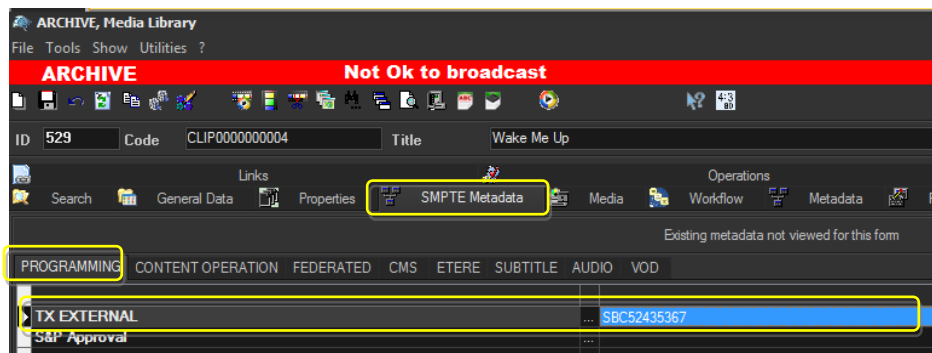 ARCHIVE, Media Library
File Tools Show Utilities ?
ARCHIVE Not Ok to broadcast
4:3
ID 529 Code CLIP0000000004 Title Wake Me Up
Links Operations
Search General Data Properties SMPTE Metadata Media Workflow Metadata
Existing metadata not viewed for this form
PROGRAMMING CONTENT OPERATION FEDERATED CMS ETERE SUBTITLE AUDIO VOD
TX EXTERNAL ... SBC52435367
S&P Approval ...